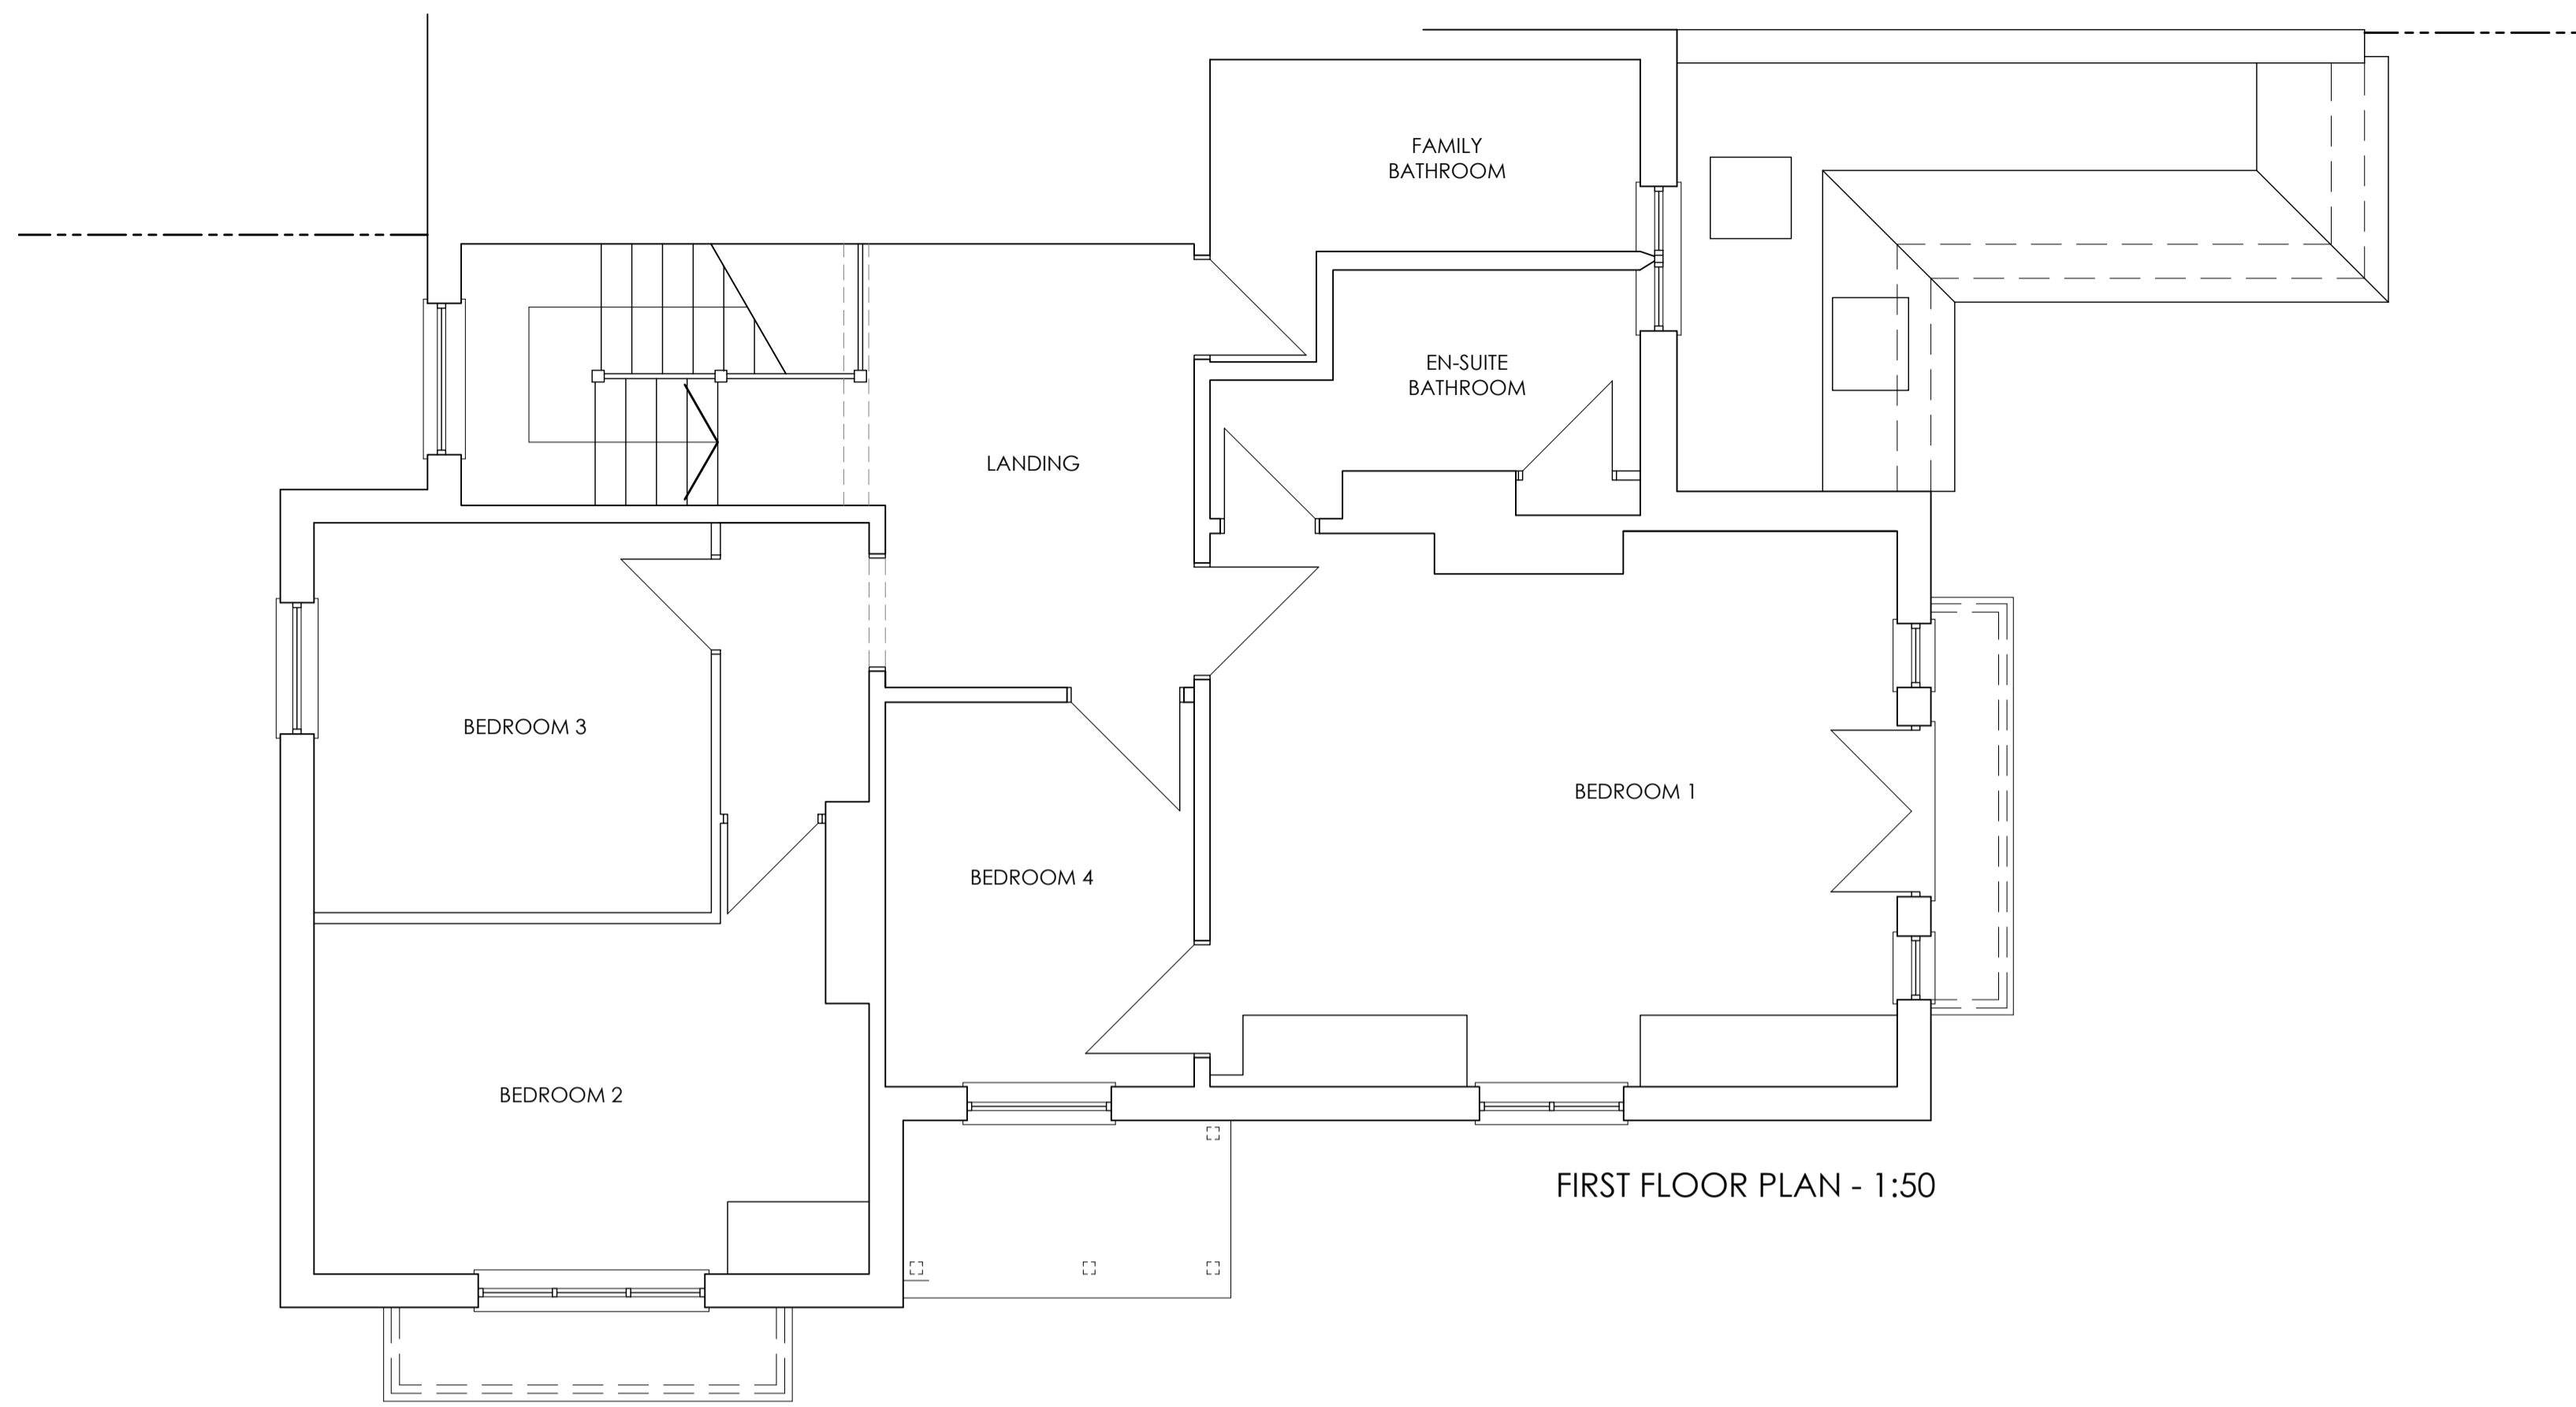 FAMILY
BATHROOM
EN-SUITE
BATHROOM
LANDING
BEDROOM 3
BEDROOM 1
BEDROOM 4
BEDROOM 2
FIRST FLOOR PLAN - 1:50